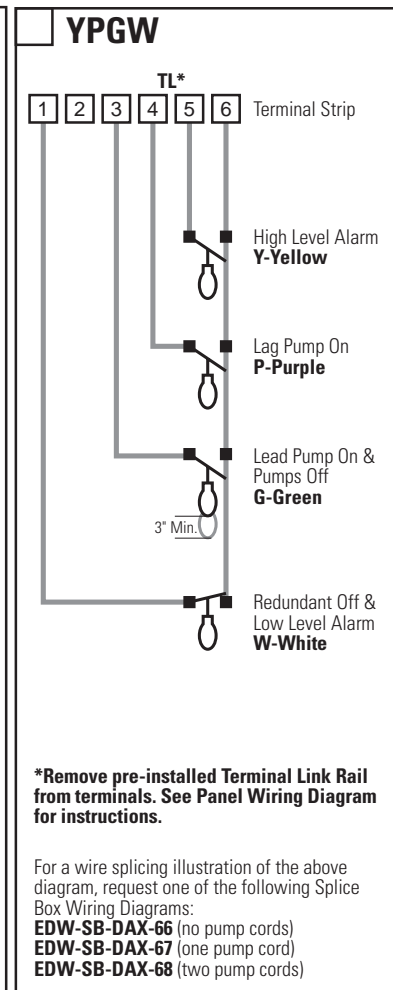 YPGW
TL*
1 2 3 4 5 6 Terminal Strip
High Level Alarm
Y-Yellow
Lag Pump On
P-Purple
Lead Pump On &
Pumps Off
G-Green
3" Min.
Redundant Off &
Low Level Alarm
W-White
*Remove pre-installed Terminal Link Rail
from terminals. See Panel Wiring Diagram
for instructions.
For a wire splicing illustration of the above
diagram, request one of the following Splice
Box Wiring Diagrams:
EDW-SB-DAX-66 (no pump cords)
EDW-SB-DAX-67 (one pump cord)
EDW-SB-DAX-68 (two pump cords)